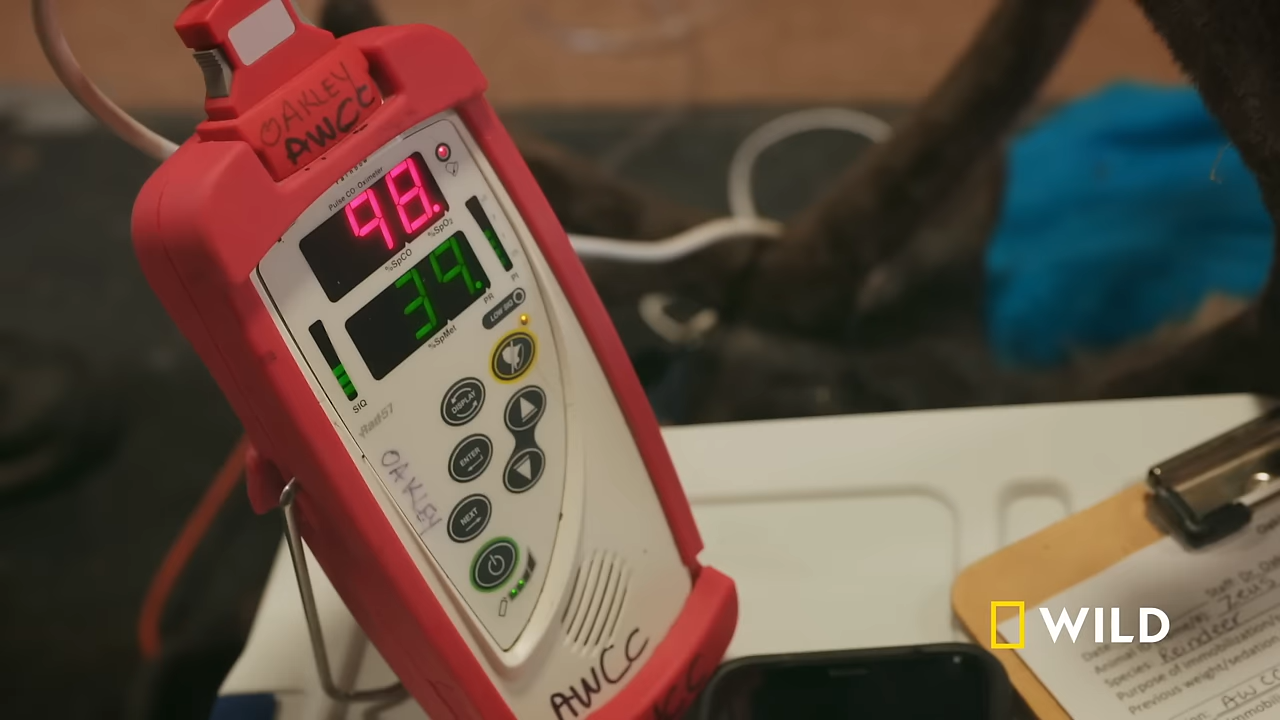 OAKLEY
AWCC
Pulse CO Oximeter
98.
%SpCO
%SpO₂
39.
%SpMet
PR
PI
LOW SIQ
SIQ
Rad57
DISPLAY
ENTER
NEXT
OAKLEY
AWCC
Zeus
Species: Reindeer
Purpose of immobilization/
Previous weight/sedation
AWCC
WILD